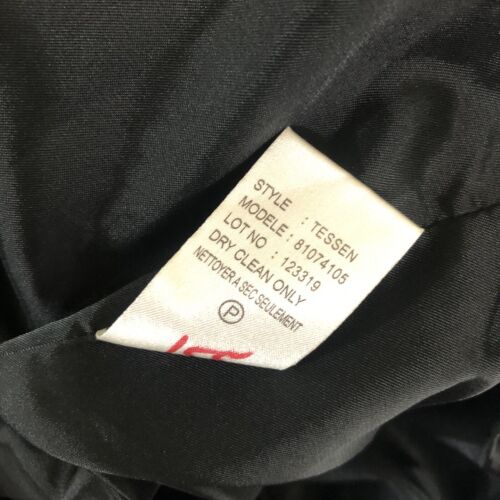 STYLE : TESSEN
MODELE : 81074105
LOT NO : 123319
DRY CLEAN ONLY
NETTOYER A SEC SEULEMENT
P